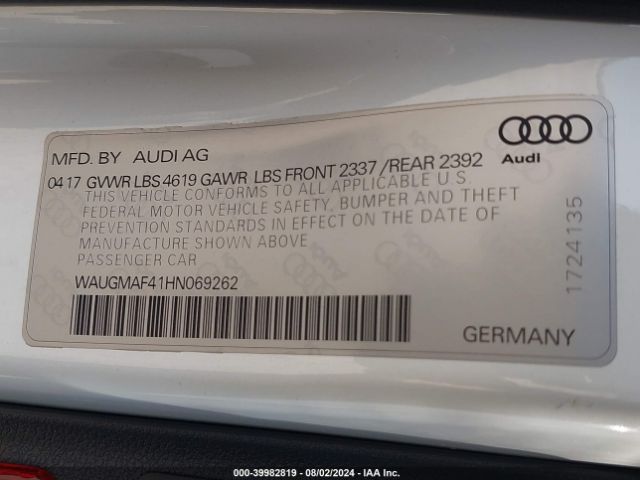 MFD. BY AUDI AG
Audi
04 17 GVWR LBS 4619 GAWR LBS FRONT 2337 /REAR 2392
THIS VEHICLE CONFORMS TO ALL APPLICABLE U.S.
FEDERAL MOTOR VEHICLE SAFETY, BUMPER AND THEFT
PREVENTION STANDARDS IN EFFECT ON THE DATE OF
MANUFACTURE SHOWN ABOVE
PASSENGER CAR
WAUGMAF41HN069262
1724135
GERMANY
000-39982819 - 08/02/2024 - IAA Inc.